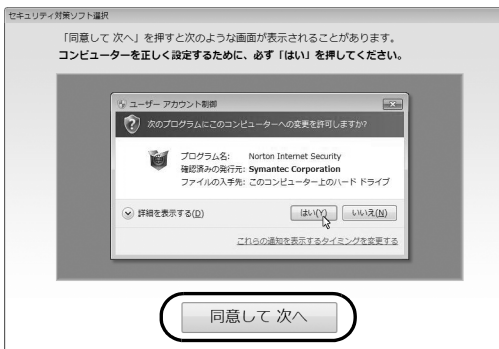 セキュリティ対策ソフト選択
「同意して 次へ」を押すと次のような画面が表示されることがあります。
コンピューターを正しく設定するために、必ず「はい」を押してください。
ユーザー アカウント制御
次のプログラムにこのコンピューターへの変更を許可しますか?
プログラム名: Norton Internet Security
確認済みの発行元: Symantec Corporation
ファイルの入手先: このコンピューター上のハード ドライブ
詳細を表示する(D) はい(Y) いいえ(N)
これらの通知を表示するタイミングを変更する
同意して 次へ